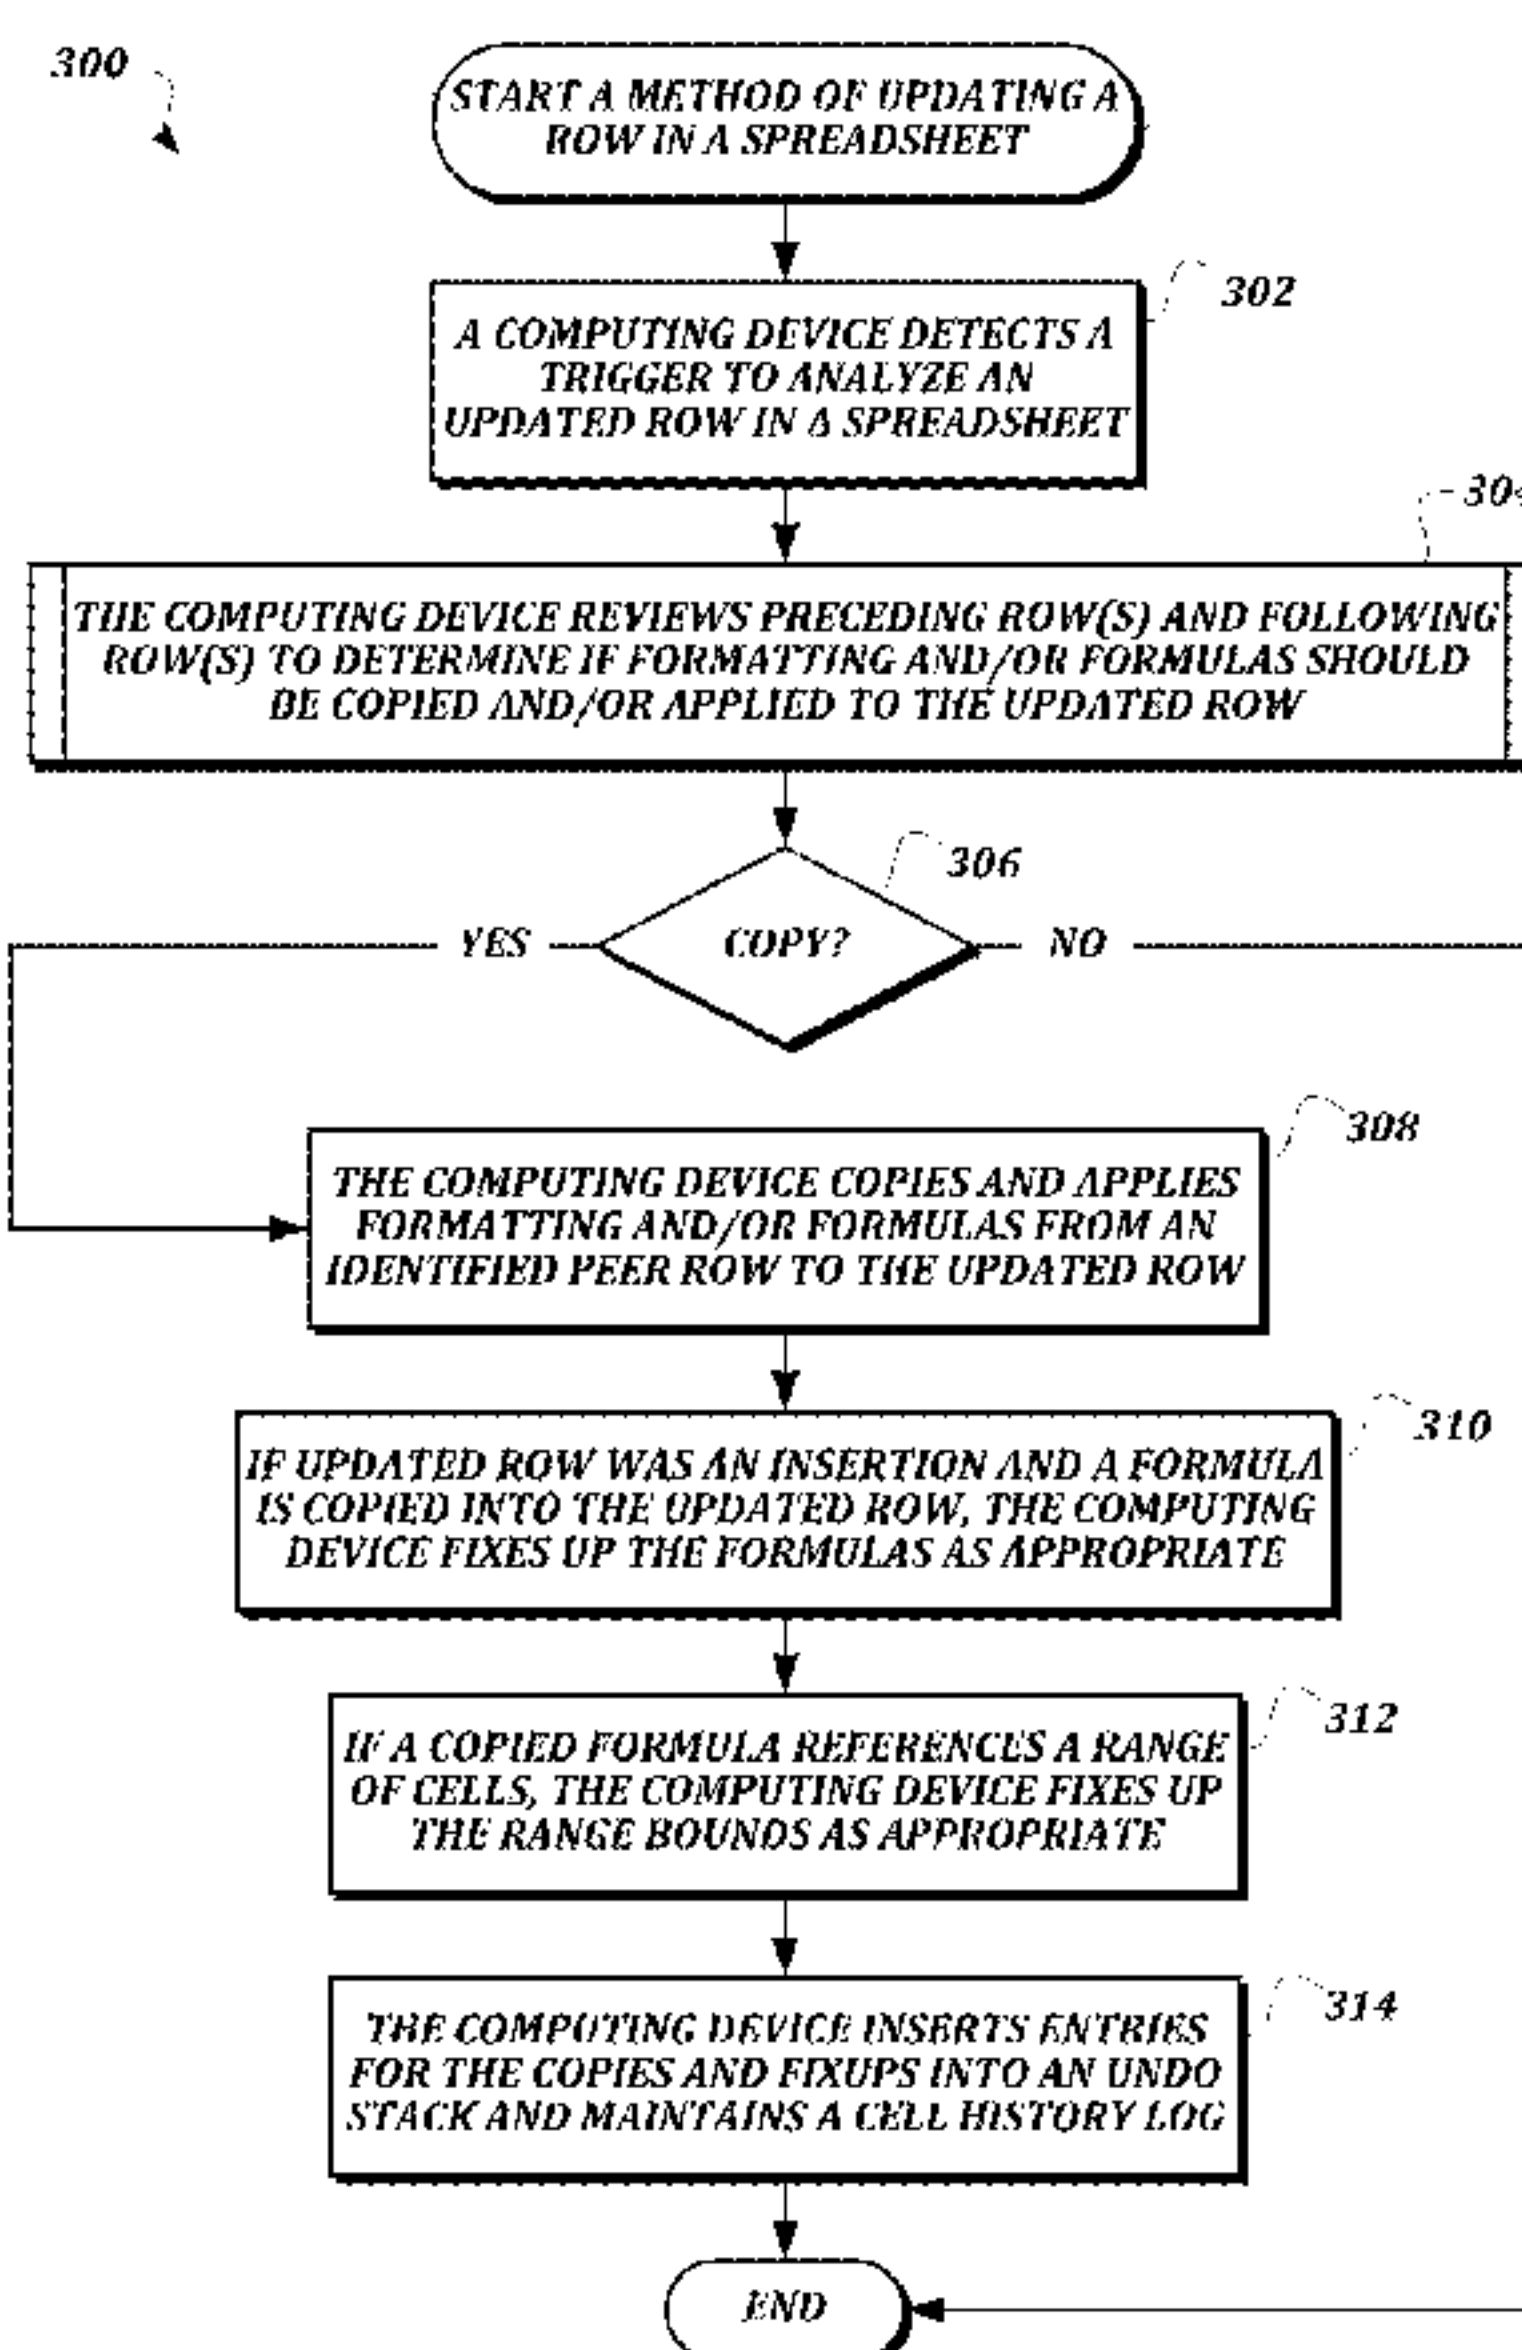 300
START A METHOD OF UPDATING A
ROW IN A SPREADSHEET
302
A COMPUTING DEVICE DETECTS A
TRIGGER TO ANALYZE AN
UPDATED ROW IN A SPREADSHEET
304
THE COMPUTING DEVICE REVIEWS PRECEDING ROW(S) AND FOLLOWING
ROW(S) TO DETERMINE IF FORMATTING AND/OR FORMULAS SHOULD
BE COPIED AND/OR APPLIED TO THE UPDATED ROW
306
YES
COPY?
NO
308
THE COMPUTING DEVICE COPIES AND APPLIES
FORMATTING AND/OR FORMULAS FROM AN
IDENTIFIED PEER ROW TO THE UPDATED ROW
310
IF UPDATED ROW WAS AN INSERTION AND A FORMULA
IS COPIED INTO THE UPDATED ROW, THE COMPUTING
DEVICE FIXES UP THE FORMULAS AS APPROPRIATE
312
IF A COPIED FORMULA REFERENCES A RANGE
OF CELLS, THE COMPUTING DEVICE FIXES UP
THE RANGE BOUNDS AS APPROPRIATE
314
THE COMPUTING DEVICE INSERTS ENTRIES
FOR THE COPIES AND FIXUPS INTO AN UNDO
STACK AND MAINTAINS A CELL HISTORY LOG
END